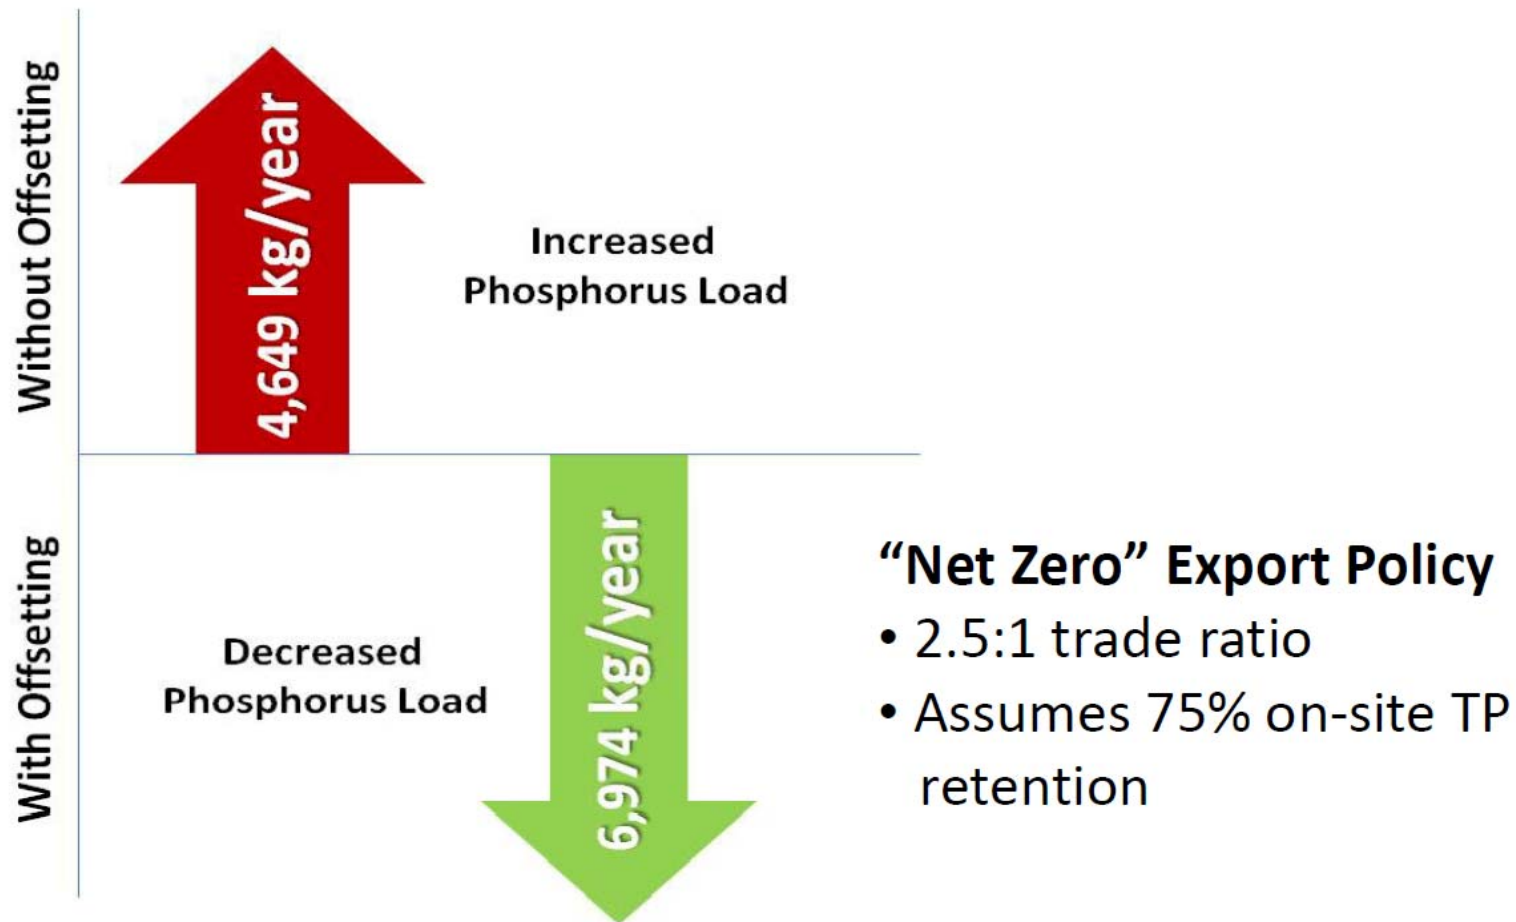 Without Offsetting
4,649 kg/year
Increased
Phosphorus Load
With Offsetting
Decreased
Phosphorus Load
6,974 kg/year
“Net Zero” Export Policy
• 2.5:1 trade ratio
• Assumes 75% on-site TP
retention